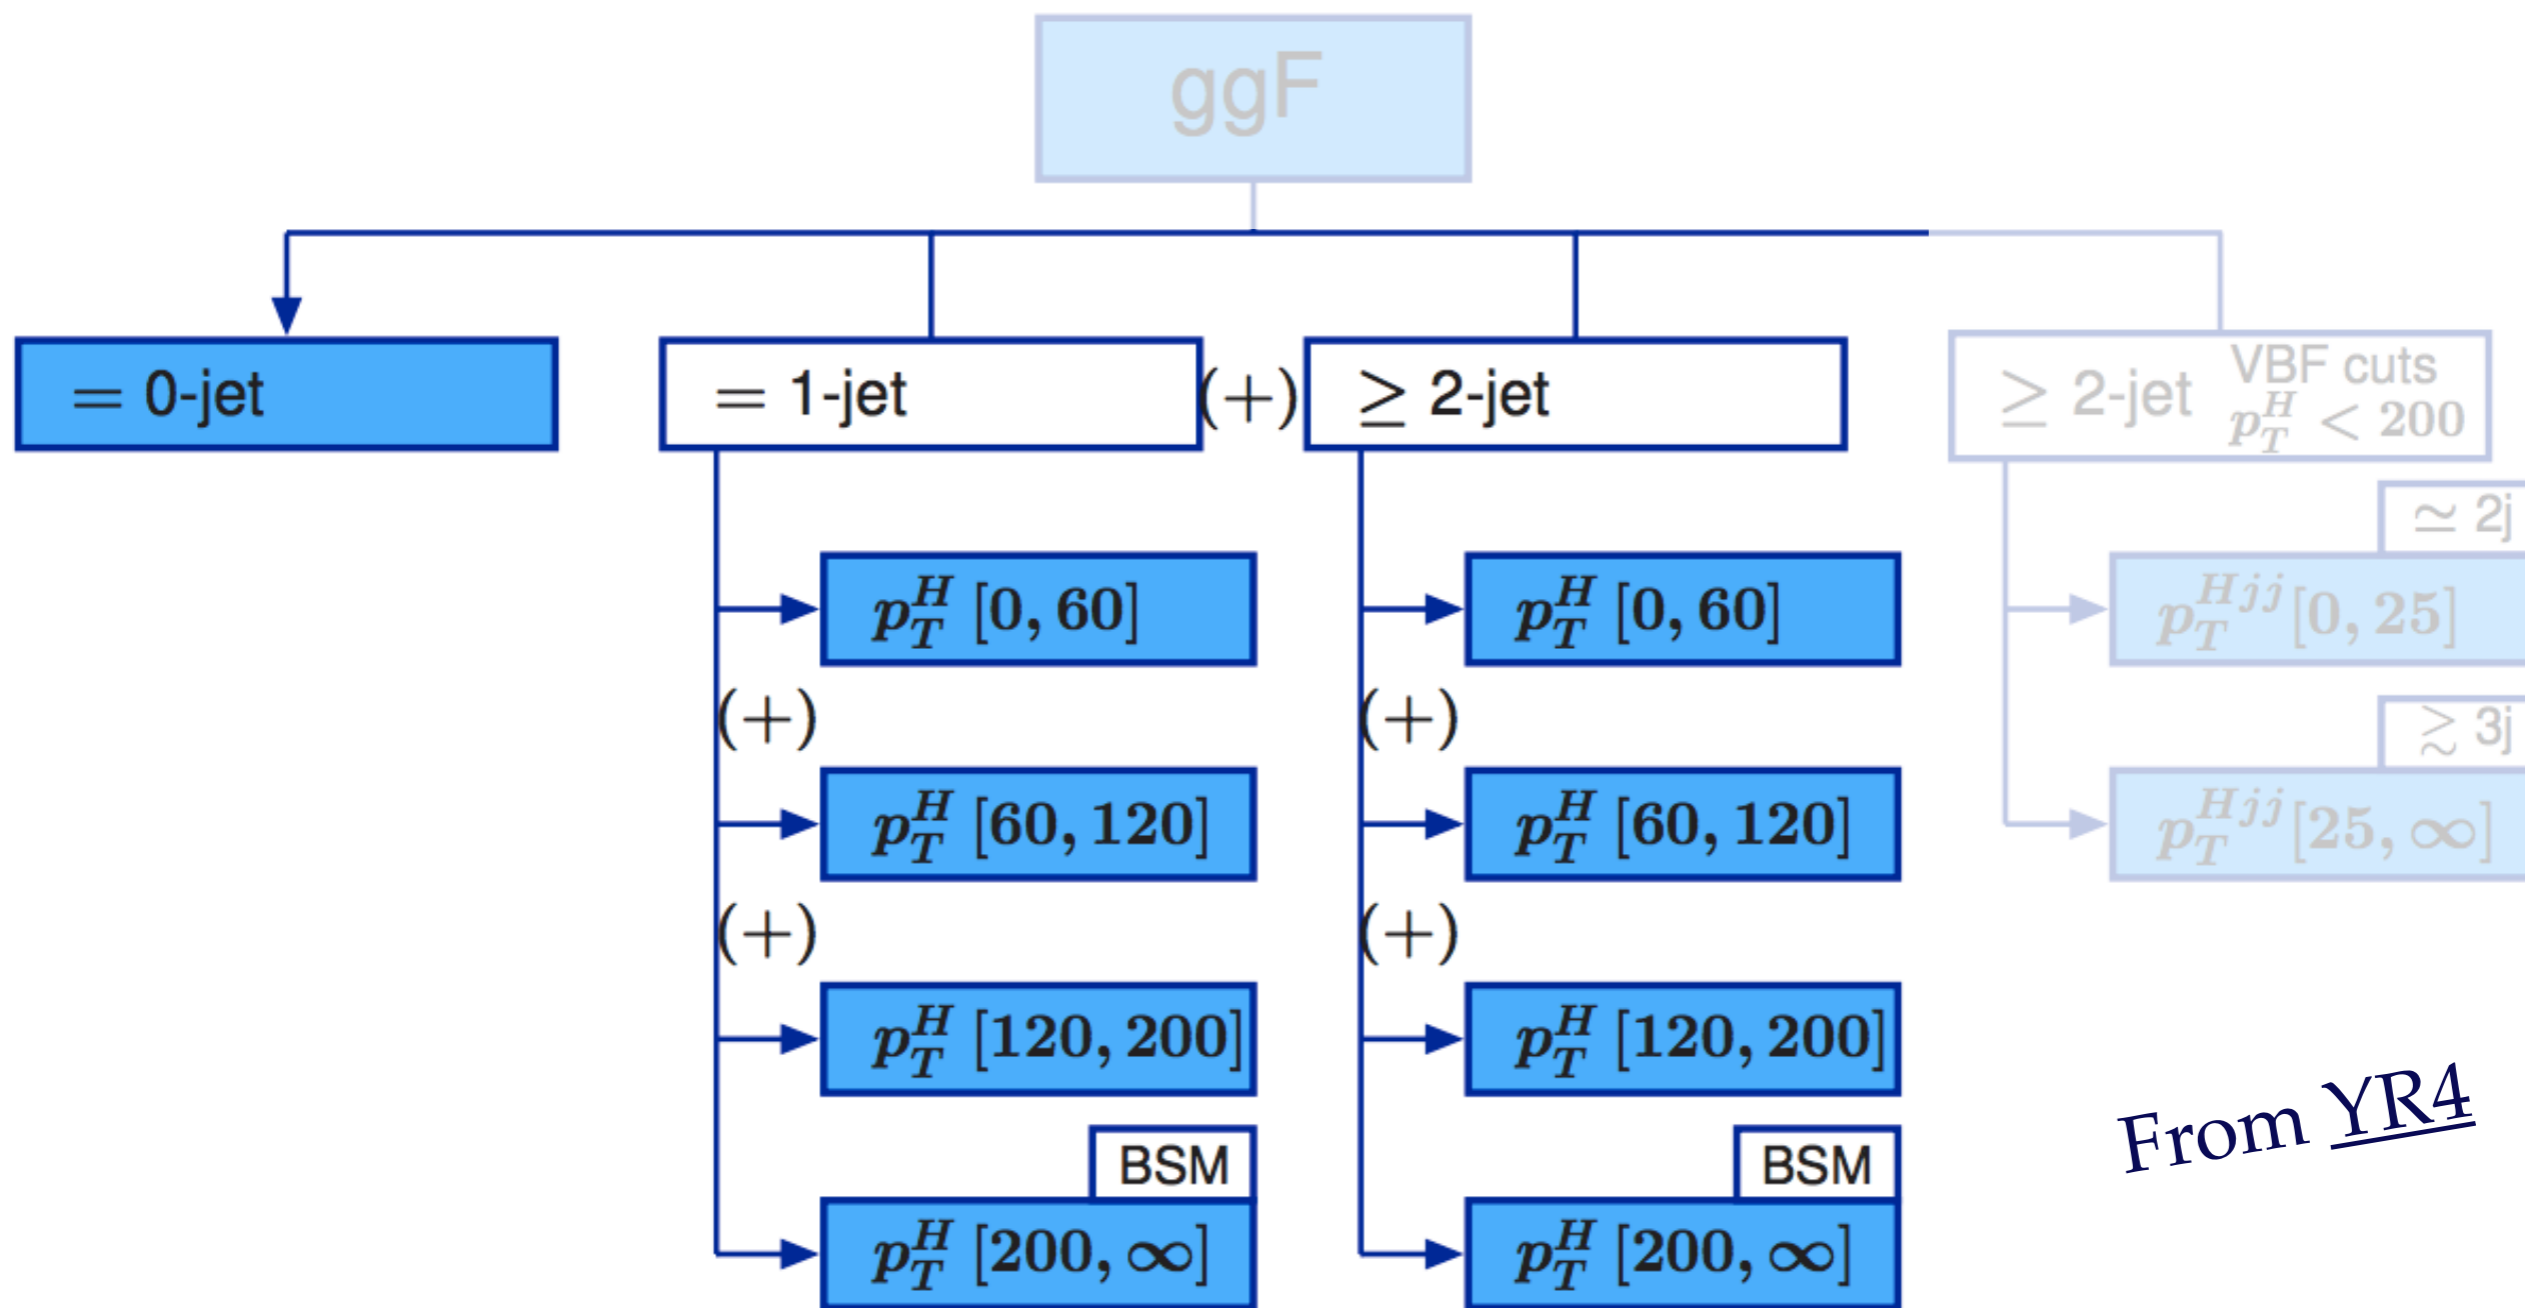 ggF
= 0-jet
= 1-jet
(+)
≥ 2-jet
≥ 2-jet VBF cuts
p_T^H < 200
p_T^H [0, 60]
(+)
p_T^H [60, 120]
(+)
p_T^H [120, 200]
BSM
p_T^H [200, ∞]
p_T^H [0, 60]
(+)
p_T^H [60, 120]
(+)
p_T^H [120, 200]
BSM
p_T^H [200, ∞]
≃ 2j
p_T^{Hjj} [0, 25]
≳ 3j
p_T^{Hjj} [25, ∞]
From YR4